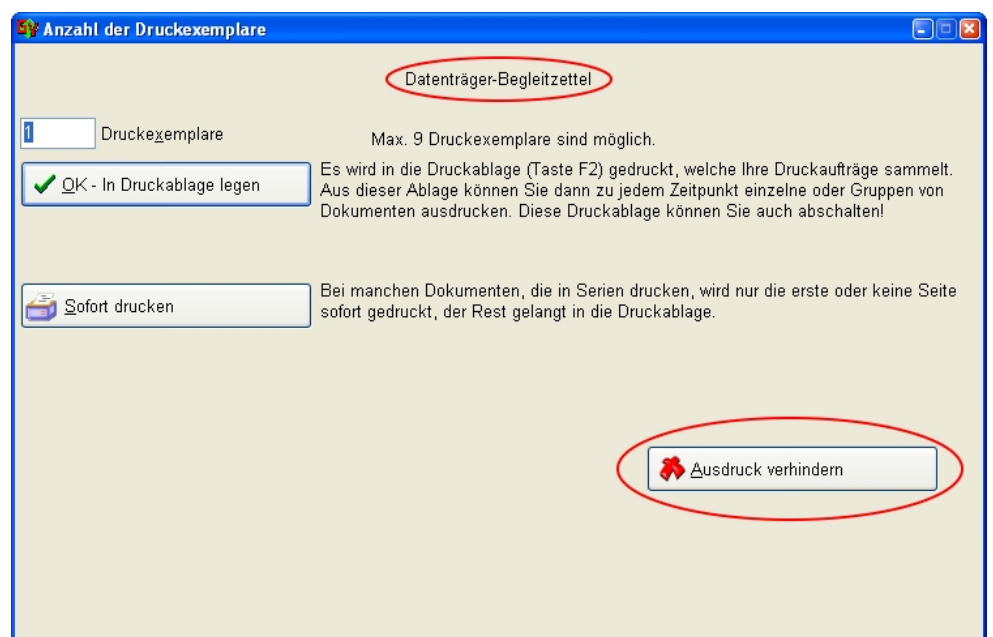 Anzahl der Druckexemplare
Datenträger-Begleitzettel
1 Druckexemplare Max. 9 Druckexemplare sind möglich.
OK - In Druckablage legen
Es wird in die Druckablage (Taste F2) gedruckt, welche Ihre Druckaufträge sammelt.
Aus dieser Ablage können Sie dann zu jedem Zeitpunkt einzelne oder Gruppen von
Dokumenten ausdrucken. Diese Druckablage können Sie auch abschalten!
Sofort drucken
Bei manchen Dokumenten, die in Serien drucken, wird nur die erste oder keine Seite
sofort gedruckt, der Rest gelangt in die Druckablage.
Ausdruck verhindern